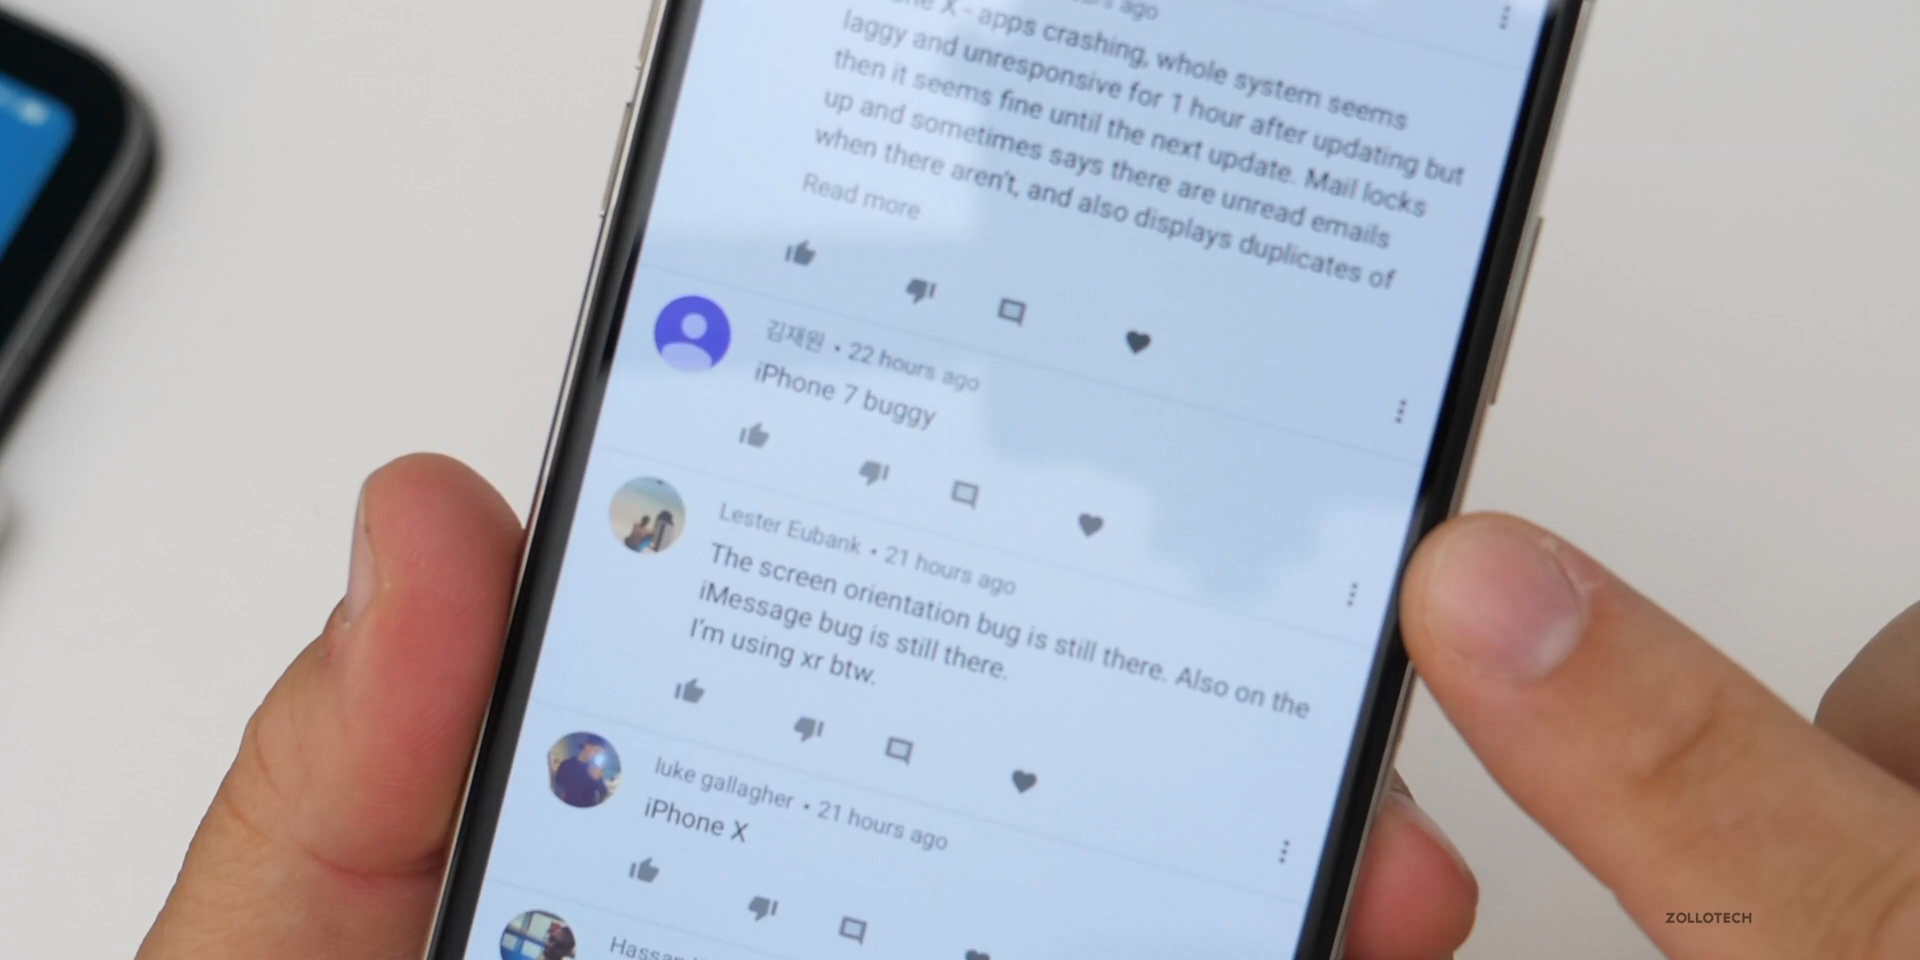 X - apps crashing, whole system seems
laggy and unresponsive for 1 hour after updating but
then it seems fine until the next update. Mail locks
up and sometimes says there are unread emails
when there aren't, and also displays duplicates of
Read more
김재원 • 22 hours ago
iPhone 7 buggy
Lester Eubank • 21 hours ago
The screen orientation bug is still there. Also on the
iMessage bug is still there.
I'm using xr btw.
luke gallagher • 21 hours ago
iPhone X
ZOLLOTECH